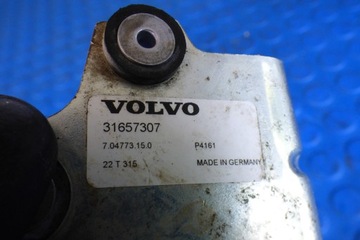 VOLVO
31657307
7.04773.15.0 P4161
22 T 315 MADE IN GERMANY